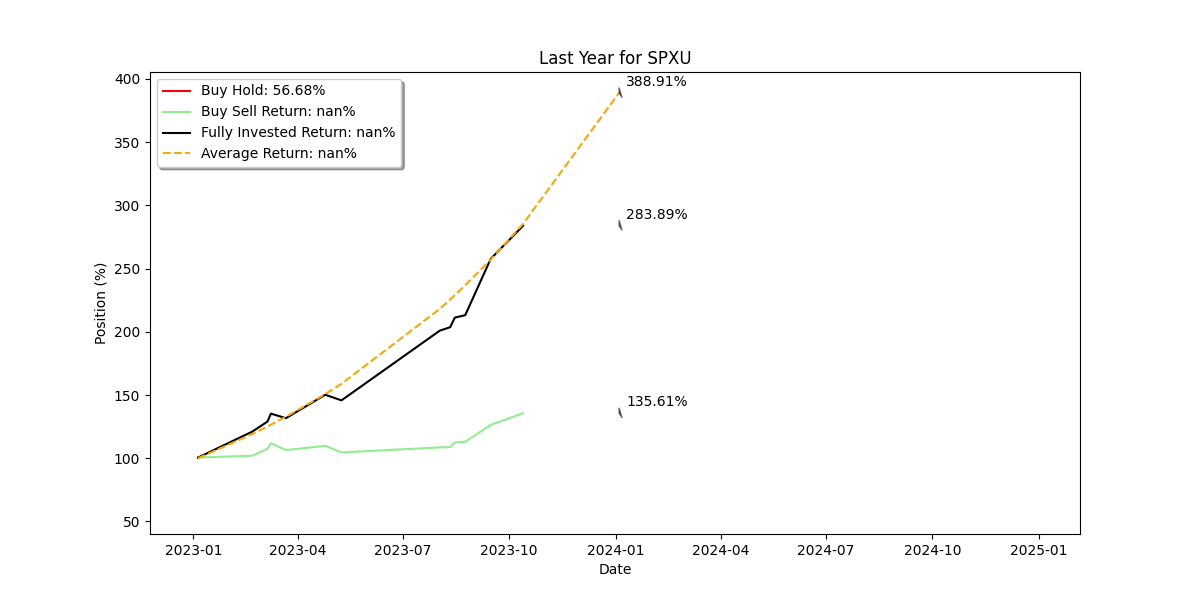 Last Year for SPXU
Buy Hold: 56.68%
Buy Sell Return: nan%
Fully Invested Return: nan%
Average Return: nan%
388.91%
283.89%
135.61%
Position (%)
400
350
300
250
200
150
100
50
2023-01 2023-04 2023-07 2023-10 2024-01 2024-04 2024-07 2024-10 2025-01
Date